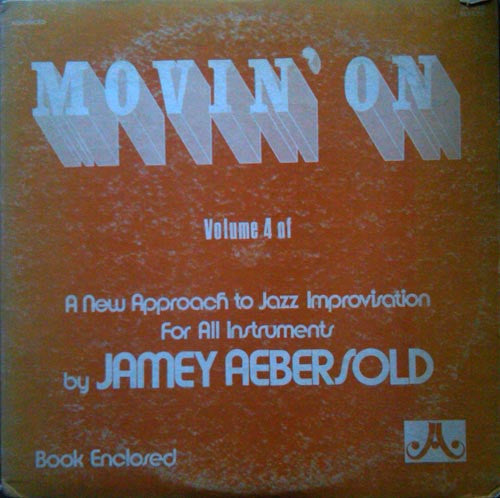 MOVIN' ON
Volume 4 of
A New Approach to Jazz Improvisation
For All Instruments
by JAMEY AEBERSOLD
Book Enclosed